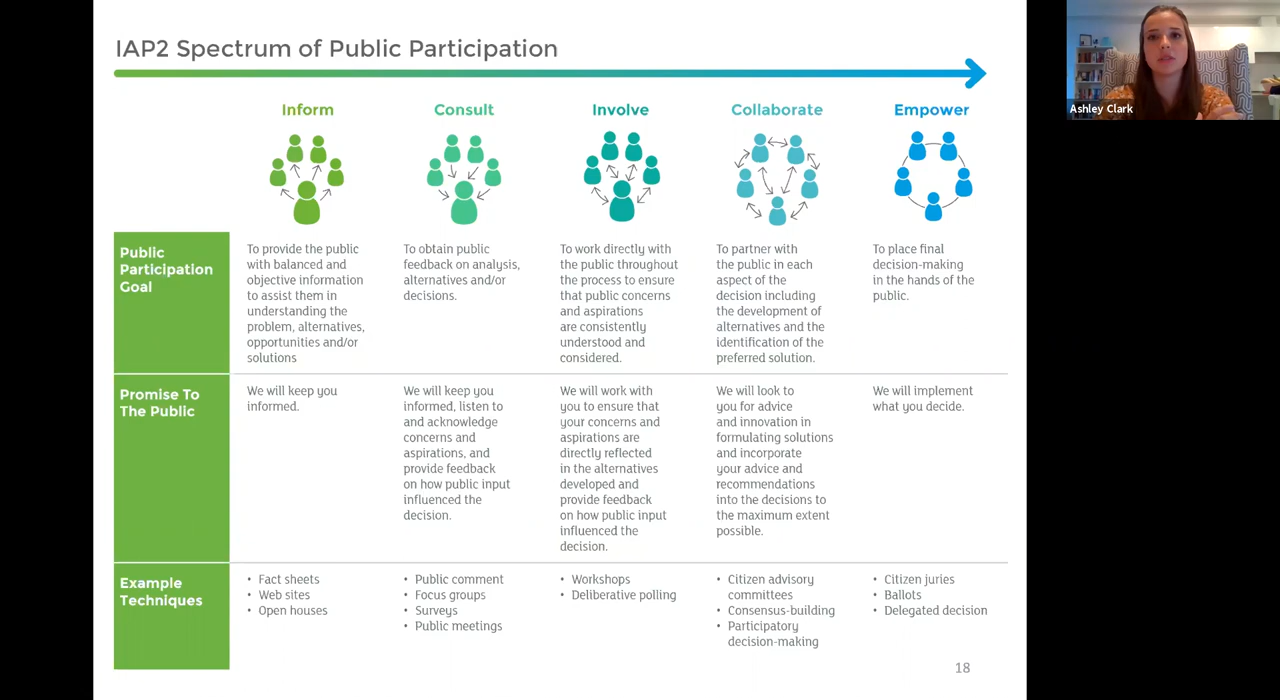 IAP2 Spectrum of Public Participation
Inform
Consult
Involve
Collaborate
Empower
Public
Participation
Goal
To provide the public
with balanced and
objective information
to assist them in
understanding the
problem, alternatives,
opportunities and/or
solutions
To obtain public
feedback on analysis,
alternatives and/or
decisions.
To work directly with
the public throughout
the process to ensure
that public concerns
and aspirations
are consistently
understood and
considered.
To partner with
the public in each
aspect of the
decision including
the development of
alternatives and the
identification of the
preferred solution.
To place final
decision-making
in the hands of the
public.
Promise To
The Public
We will keep you
informed.
We will keep you
informed, listen to
and acknowledge
concerns and
aspirations, and
provide feedback
on how public input
influenced the
decision.
We will work with
you to ensure that
your concerns and
aspirations are
directly reflected
in the alternatives
developed and
provide feedback
on how public input
influenced the
decision.
We will look to
you for advice
and innovation in
formulating solutions
and incorporate
your advice and
recommendations
into the decisions to
the maximum extent
possible.
We will implement
what you decide.
Example
Techniques
• Fact sheets
• Web sites
• Open houses
• Public comment
• Focus groups
• Surveys
• Public meetings
• Workshops
• Deliberative polling
• Citizen advisory
committees
• Consensus-building
• Participatory
decision-making
• Citizen juries
• Ballots
• Delegated decision
18
Ashley Clark